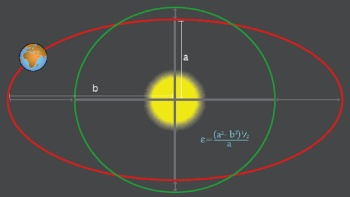 a
b
ε=(a²- b²)½
a